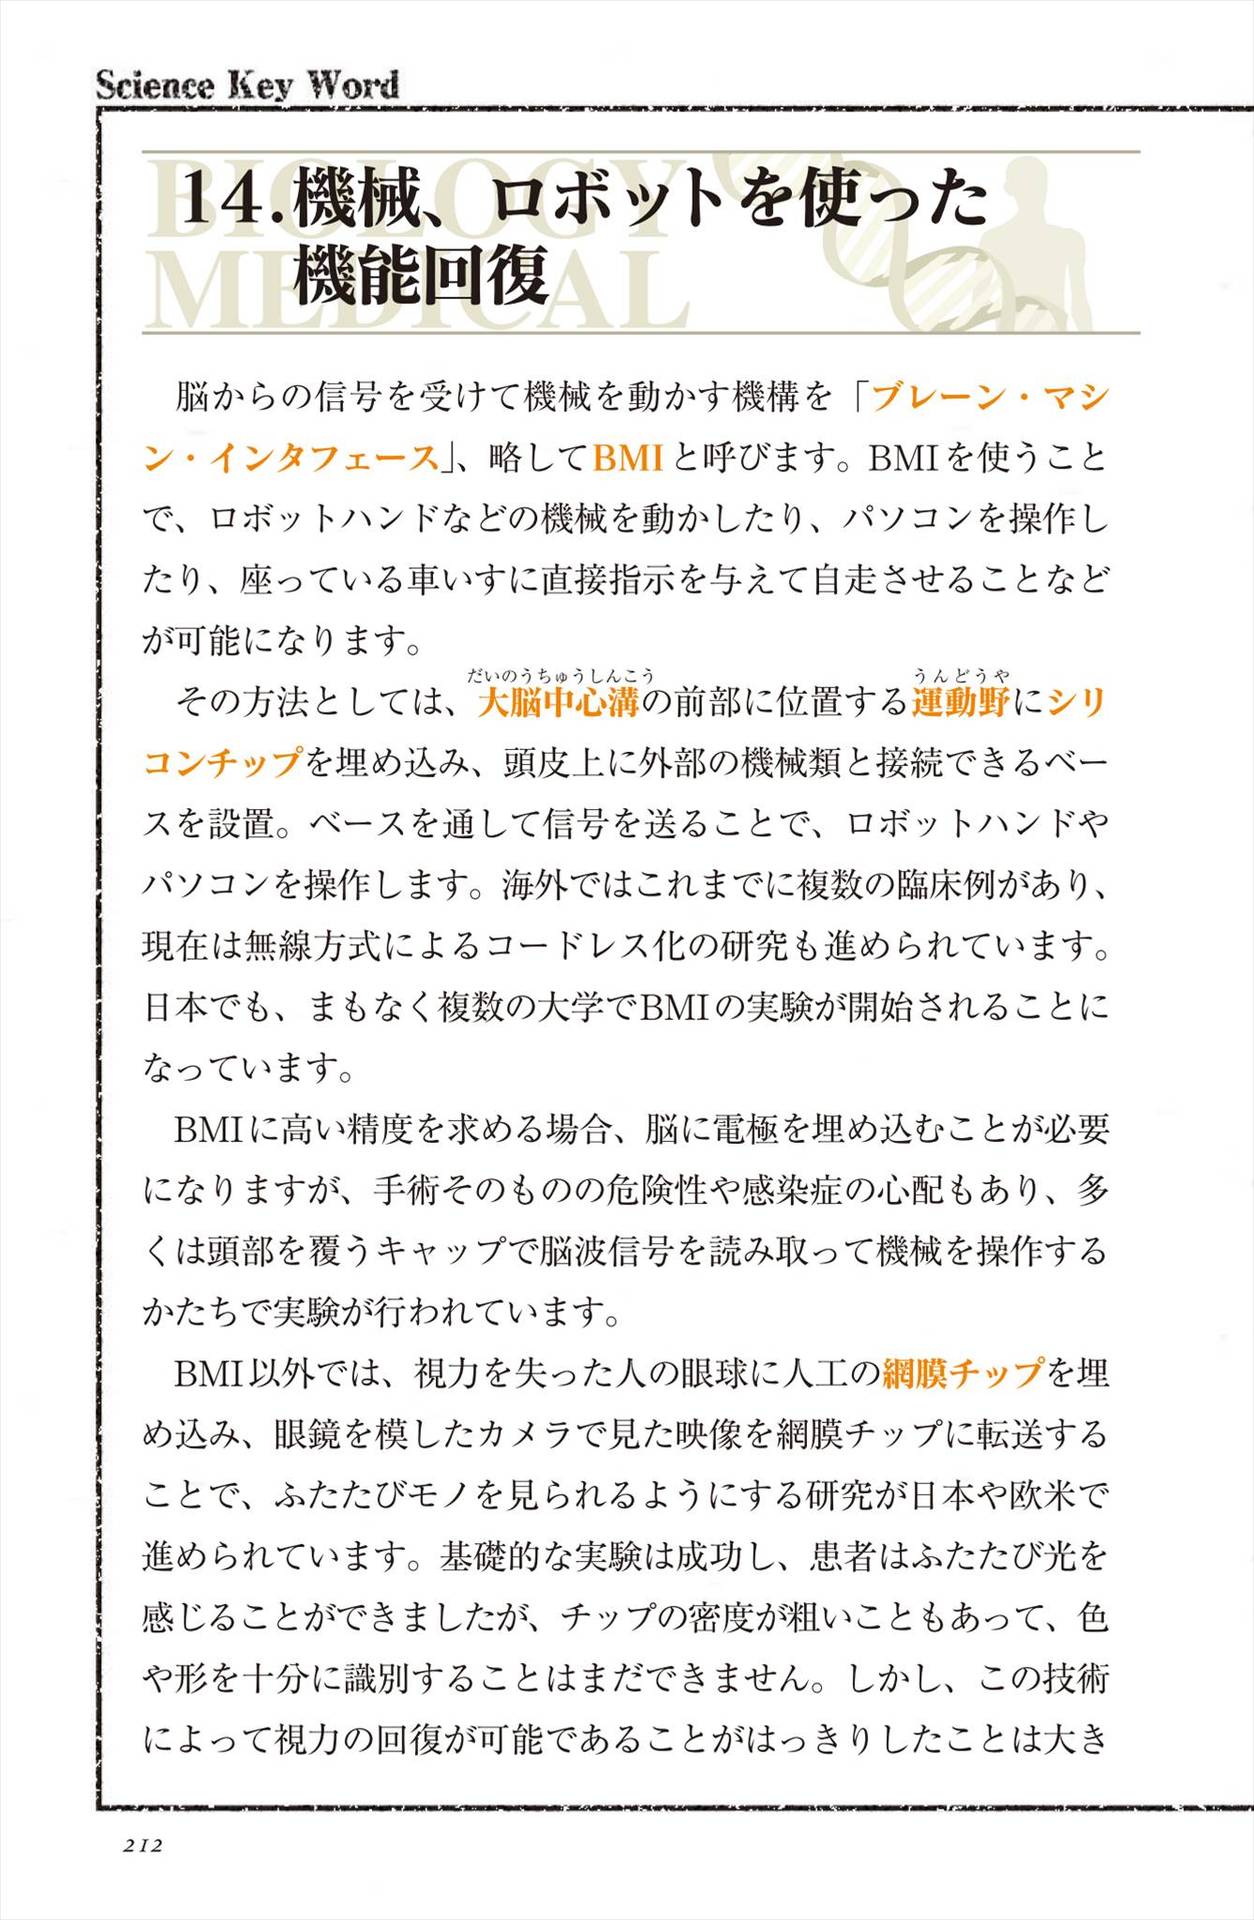 Science Key Word
BIOLOGY
MEDICAL
14.機械、ロボットを使った
機能回復
脳からの信号を受けて機械を動かす機構を「ブレーン・マシ
ン・インタフェース」、略してBMIと呼びます。BMIを使うこと
で、ロボットハンドなどの機械を動かしたり、パソコンを操作し
たり、座っている車いすに直接指示を与えて自走させることなど
が可能になります。
だいのうちゅうしんこう うんどうや
その方法としては、大脳中心溝の前部に位置する運動野にシリ
コンチップを埋め込み、頭皮上に外部の機械類と接続できるベー
スを設置。ベースを通して信号を送ることで、ロボットハンドや
パソコンを操作します。海外ではこれまでに複数の臨床例があり、
現在は無線方式によるコードレス化の研究も進められています。
日本でも、まもなく複数の大学でBMIの実験が開始されることに
なっています。
BMIに高い精度を求める場合、脳に電極を埋め込むことが必要
になりますが、手術そのものの危険性や感染症の心配もあり、多
くは頭部を覆うキャップで脳波信号を読み取って機械を操作する
かたちで実験が行われています。
BMI以外では、視力を失った人の眼球に人工の網膜チップを埋
め込み、眼鏡を模したカメラで見た映像を網膜チップに転送する
ことで、ふたたびモノを見られるようにする研究が日本や欧米で
進められています。基礎的な実験は成功し、患者はふたたび光を
感じることができましたが、チップの密度が粗いこともあって、色
や形を十分に識別することはまだできません。しかし、この技術
によって視力の回復が可能であることがはっきりしたことは大き
212